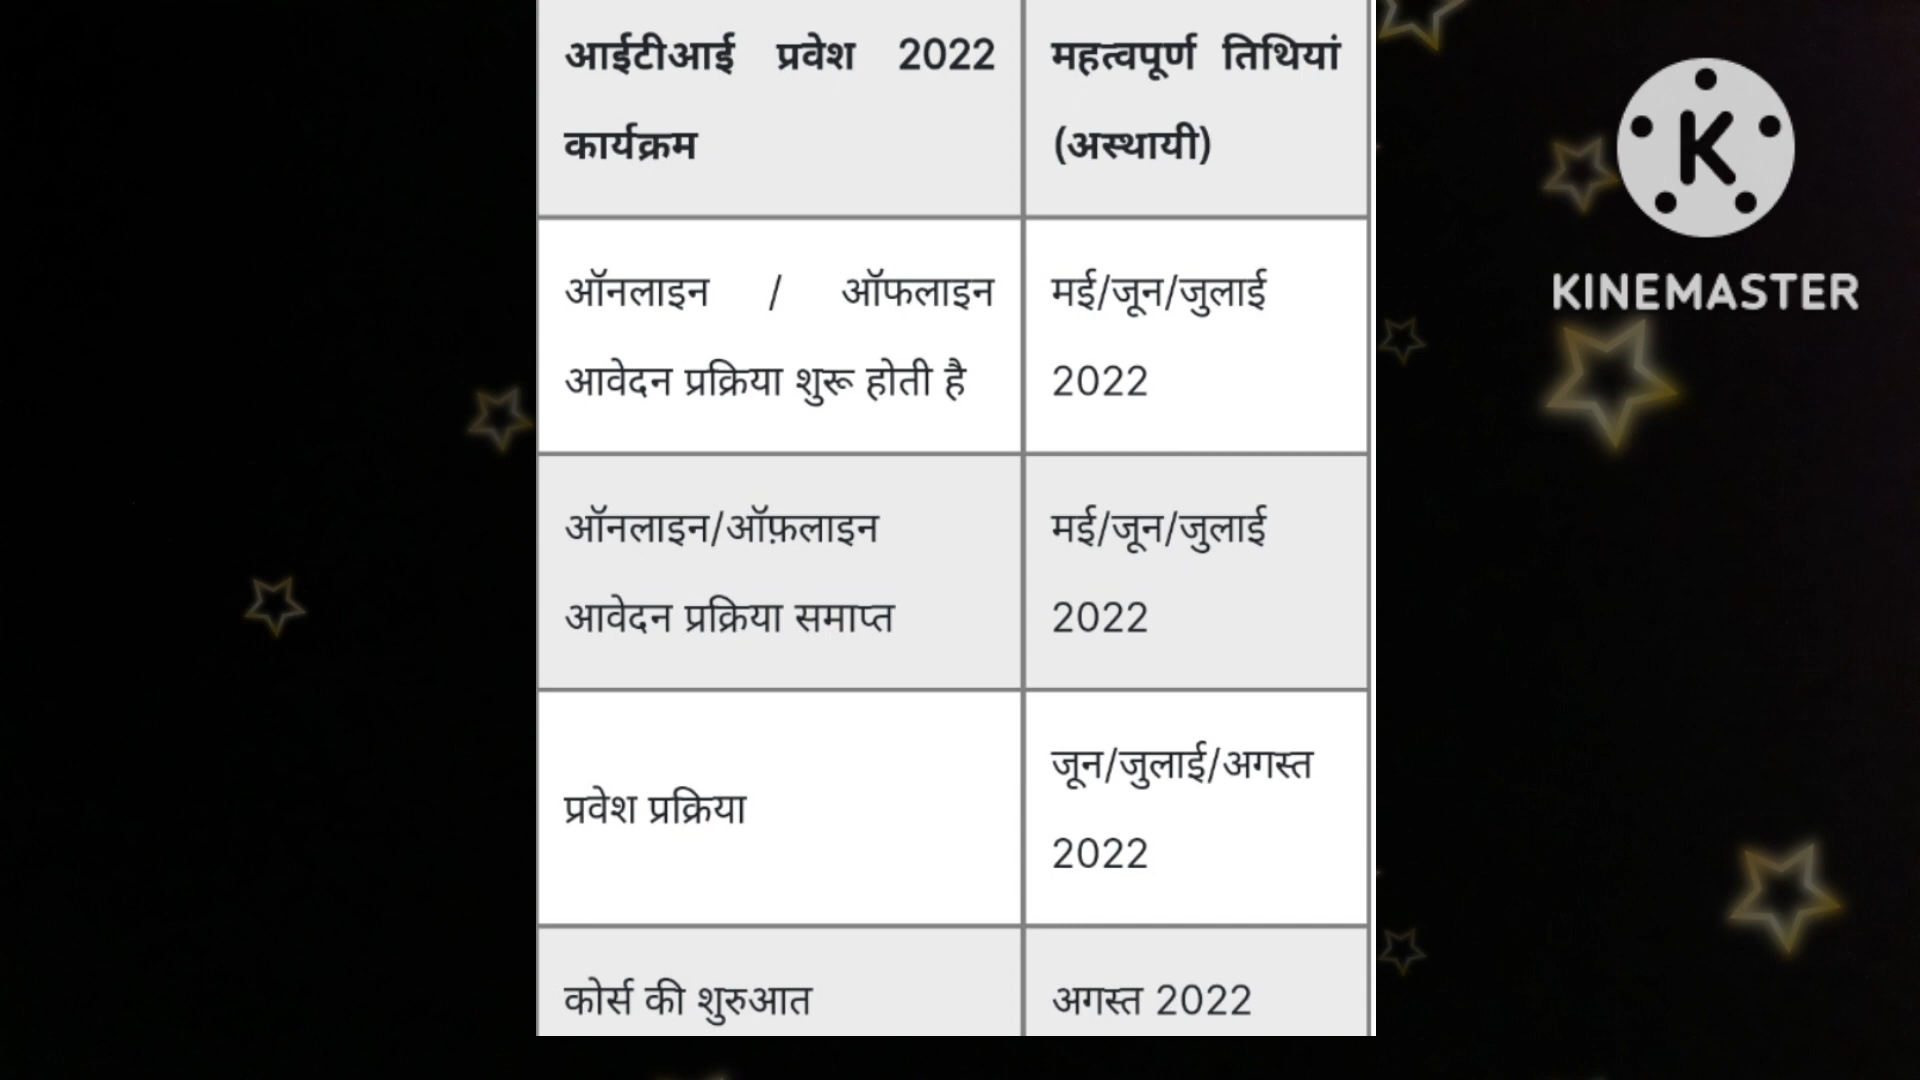 आईटीआई प्रवेश 2022
कार्यक्रम
महत्वपूर्ण तिथियां
(अस्थायी)
ऑनलाइन / ऑफलाइन
आवेदन प्रक्रिया शुरू होती है
मई/जून/जुलाई
2022
ऑनलाइन/ऑफ़लाइन
आवेदन प्रक्रिया समाप्त
मई/जून/जुलाई
2022
प्रवेश प्रक्रिया
जून/जुलाई/अगस्त
2022
कोर्स की शुरुआत
अगस्त 2022
K
KINEMASTER